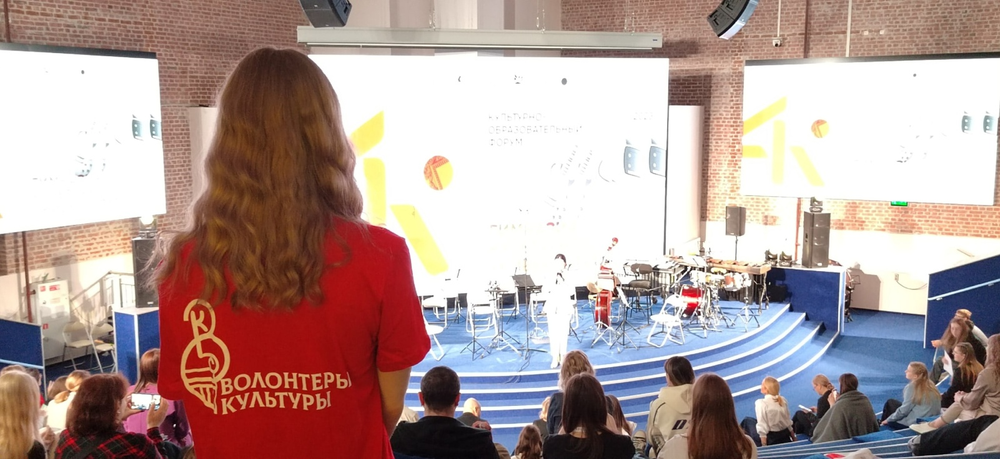 КУЛЬТУРНО-
ОБРАЗОВАТЕЛЬНЫЙ
ФОРУМ
ВОЛОНТЕРЫ
КУЛЬТУРЫ